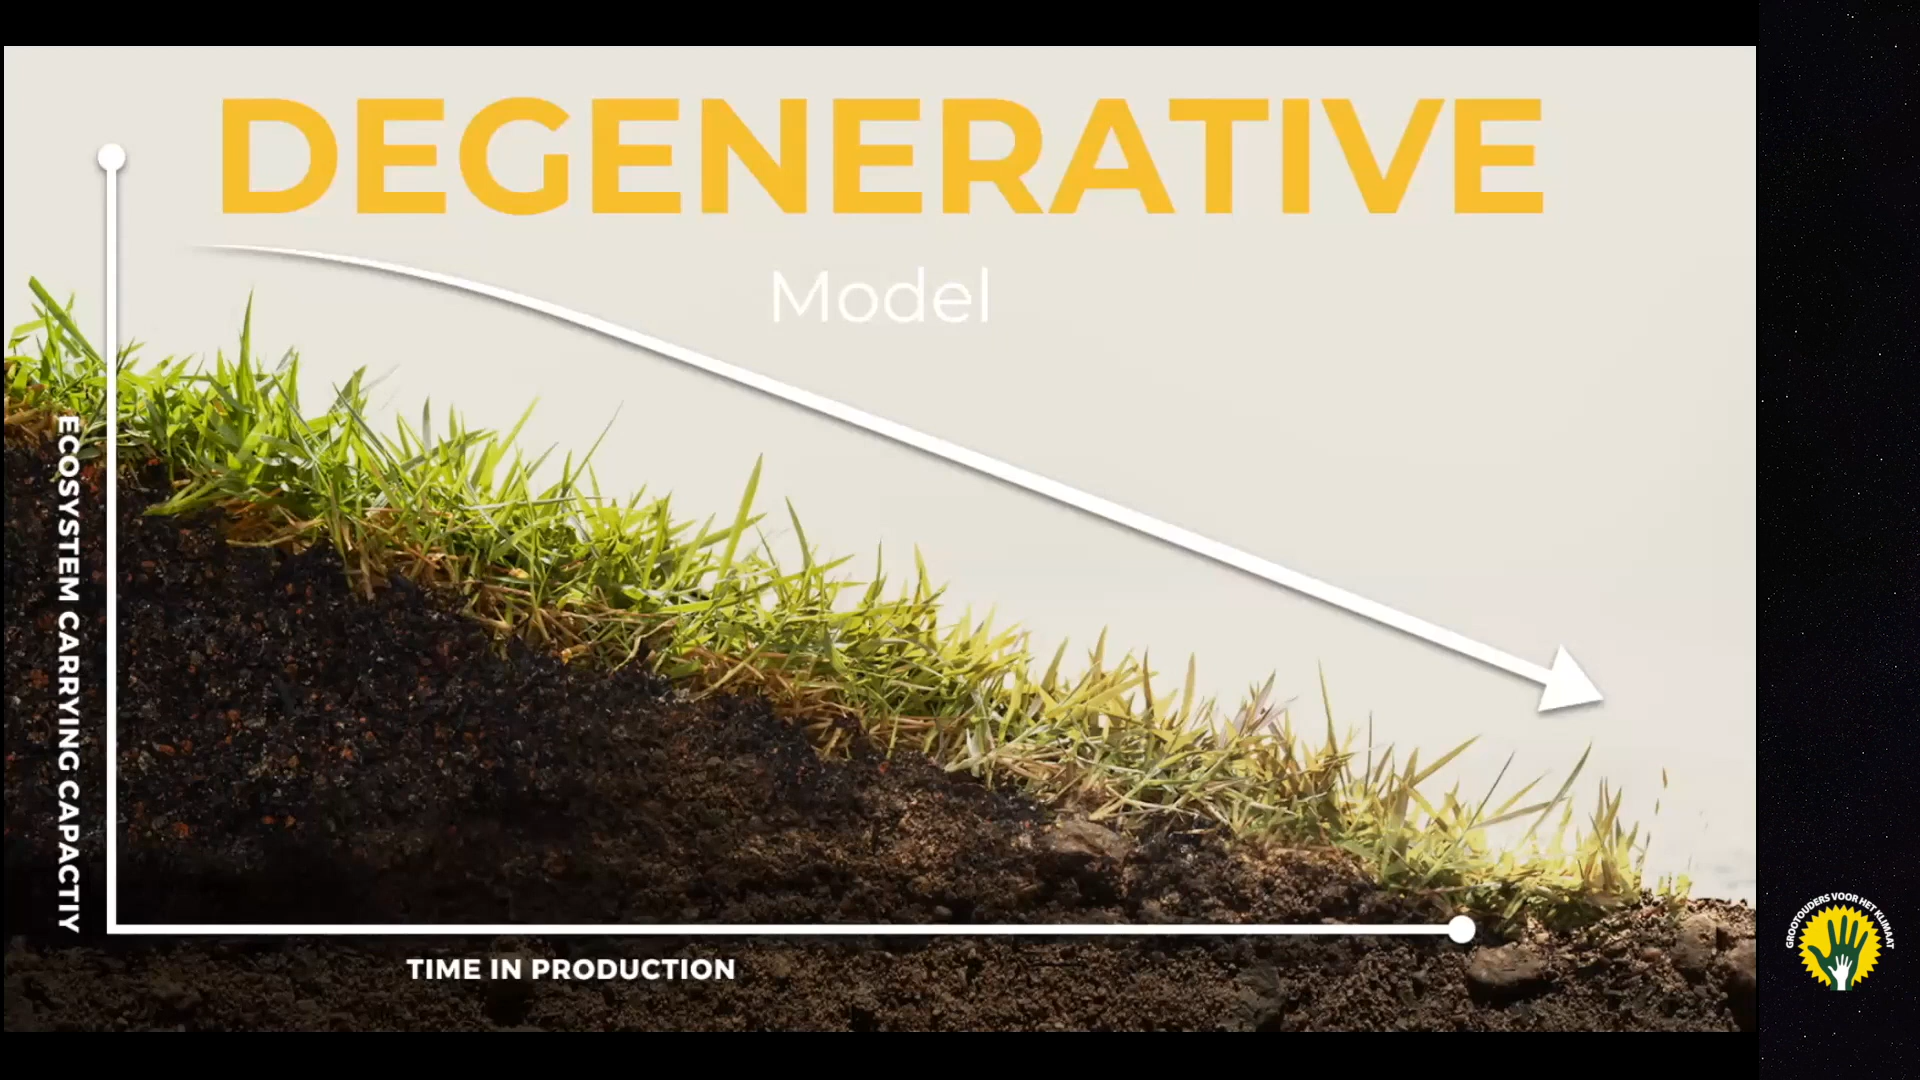 DEGENERATIVE
Model
ECOSYSTEM CARRYING CAPACTIY
TIME IN PRODUCTION
GROOTOUDERS VOOR HET KLIMAAT